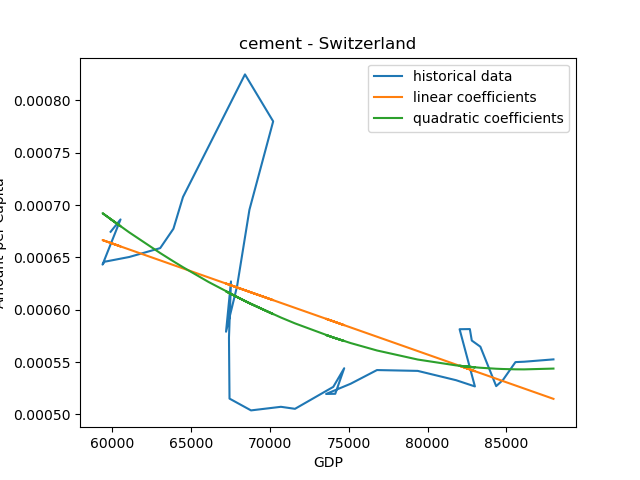 cement - Switzerland
historical data
linear coefficients
quadratic coefficients
0.00080
0.00075
0.00070
0.00065
0.00060
0.00055
0.00050
Amount per Capita
60000 65000 70000 75000 80000 85000
GDP